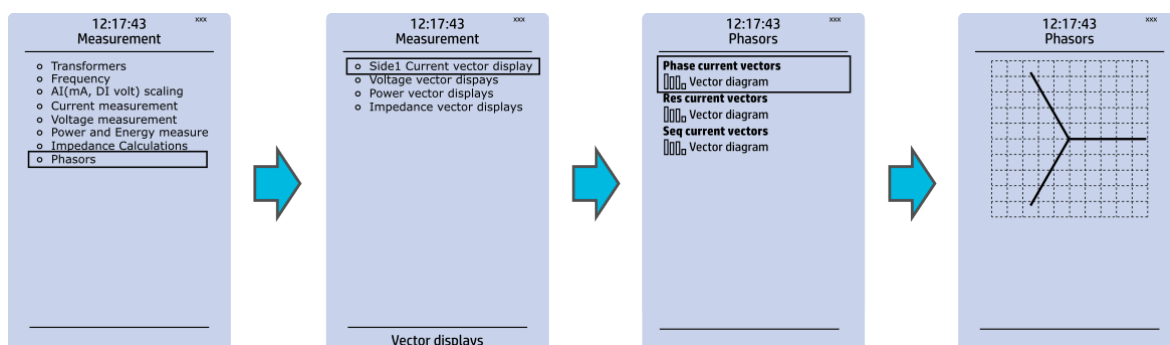 12:17:43
xxx
Measurement
Transformers
Frequency
AI(mA, DI volt) scaling
Current measurement
Voltage measurement
Power and Energy measure
Impedance Calculations
Phasors
12:17:43
xxx
Measurement
Side1 Current vector display
Voltage vector dispays
Power vector displays
Impedance vector displays
Vector displays
12:17:43
xxx
Phasors
Phase current vectors
Vector diagram
Res current vectors
Vector diagram
Seq current vectors
Vector diagram
12:17:43
xxx
Phasors